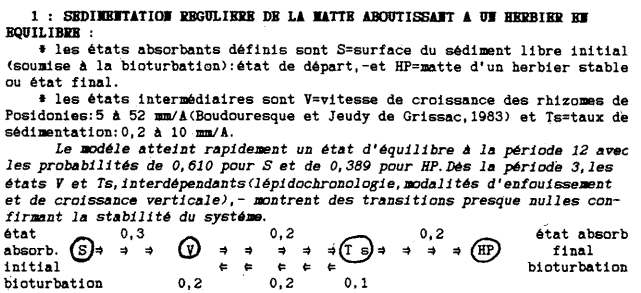 1 : SEDIMENTATION REGULIERE DE LA MATTE ABOUTISSANT A UN HERBIER EN
EQUILIBRE :
* les états absorbants définis sont S=surface du sédiment libre initial
(soumise à la bioturbation):état de départ,-et HP=matte d'un herbier stable
ou état final.
* les états intermédiaires sont V=vitesse de croissance des rhizomes de
Posidonies:5 à 52 mm/A(Boudouresque et Jeudy de Grissac,1983) et Ts=taux de
sédimentation:0,2 à 10 mm/A.
Le modèle atteint rapidement un état d'équilibre à la période 12 avec
les probabilités de 0,610 pour S et de 0,389 pour HP.Dès la période 3,les
états V et Ts,interdépendants(lépidochronologie,modalités d'enfouissement
et de croissance verticale),- montrent des transitions presque nulles con-
firmant la stabilité du système.
état 0,3 0,2 0,2 état absorb
absorb. S ⇒ ⇒ ⇒ V ⇒ ⇒ ⇒ ⇒ ⇒ T s ⇒ ⇒ ⇒ ⇒ HP final
initial ⇐ ⇐ ⇐ ⇐ ⇐ bioturbation
bioturbation 0,2 0,2 0,1